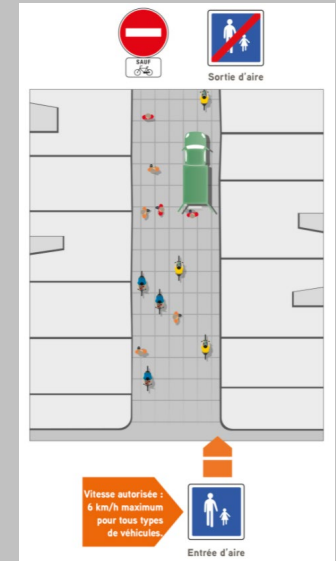 SAUF
Sortie d'aire
Vitesse autorisée :
6 km/h maximum
pour tous types
de véhicules.
Entrée d'aire